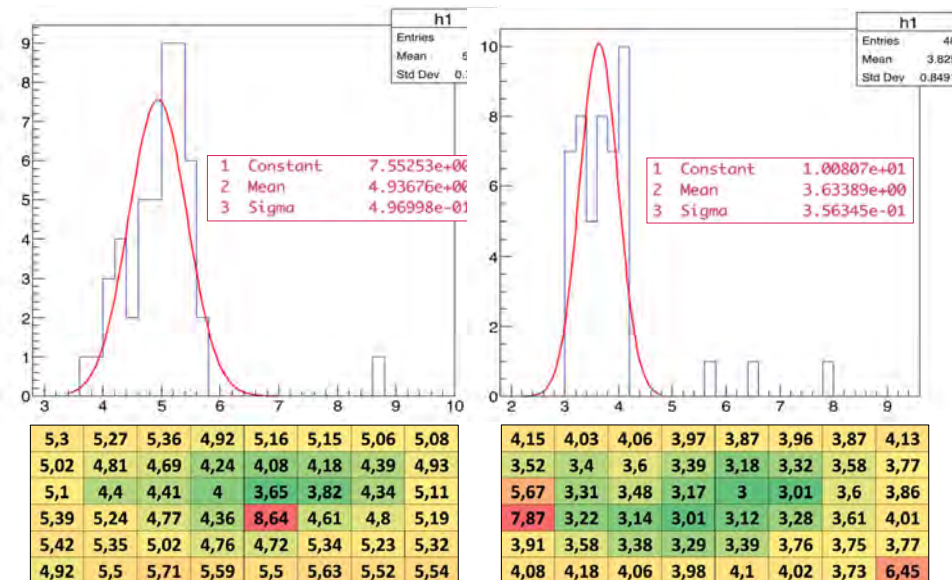 h1
Entries
Mean 5
Std Dev 0.
9
8
7
6
5
4
3
2
1
0
3 4 5 6 7 8 9 10
1 Constant 7.55253e+00
2 Mean 4.93676e+00
3 Sigma 4.96998e-01
h1
Entries 4
Mean 3.82
Std Dev 0.849
10
8
6
4
2
0
2 3 4 5 6 7 8 9
1 Constant 1.00807e+01
2 Mean 3.63389e+00
3 Sigma 3.56345e-01
5,3 5,27 5,36 4,92 5,16 5,15 5,06 5,08
5,02 4,81 4,69 4,24 4,08 4,18 4,39 4,93
5,1 4,4 4,41 4 3,65 3,82 4,34 5,11
5,39 5,24 4,77 4,36 8,64 4,61 4,8 5,19
5,42 5,35 5,02 4,76 4,72 5,34 5,23 5,32
4,92 5,5 5,71 5,59 5,5 5,63 5,52 5,54
4,15 4,03 4,06 3,97 3,87 3,96 3,87 4,13
3,52 3,4 3,6 3,39 3,18 3,32 3,58 3,77
5,67 3,31 3,48 3,17 3 3,01 3,6 3,86
7,87 3,22 3,14 3,01 3,12 3,28 3,61 4,01
3,91 3,58 3,38 3,29 3,39 3,76 3,75 3,77
4,08 4,18 4,06 3,98 4,1 4,02 3,73 6,45